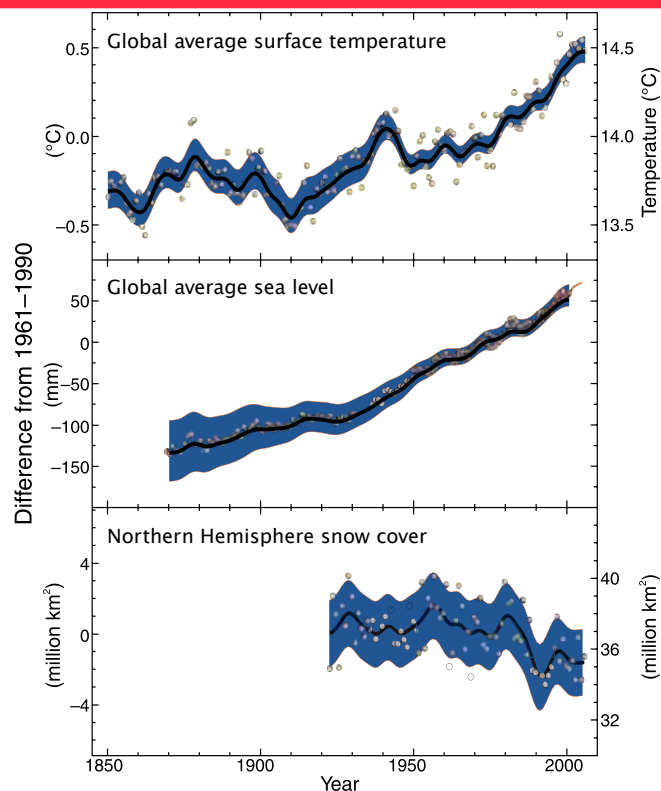 Global average surface temperature
0.5
0.0
−0.5
(°C)
14.5
14.0
13.5
Temperature (°C)
Difference from 1961–1990
Global average sea level
50
0
−50
−100
−150
(mm)
Northern Hemisphere snow cover
4
0
−4
(million km²)
40
36
32
(million km²)
1850
1900
1950
2000
Year